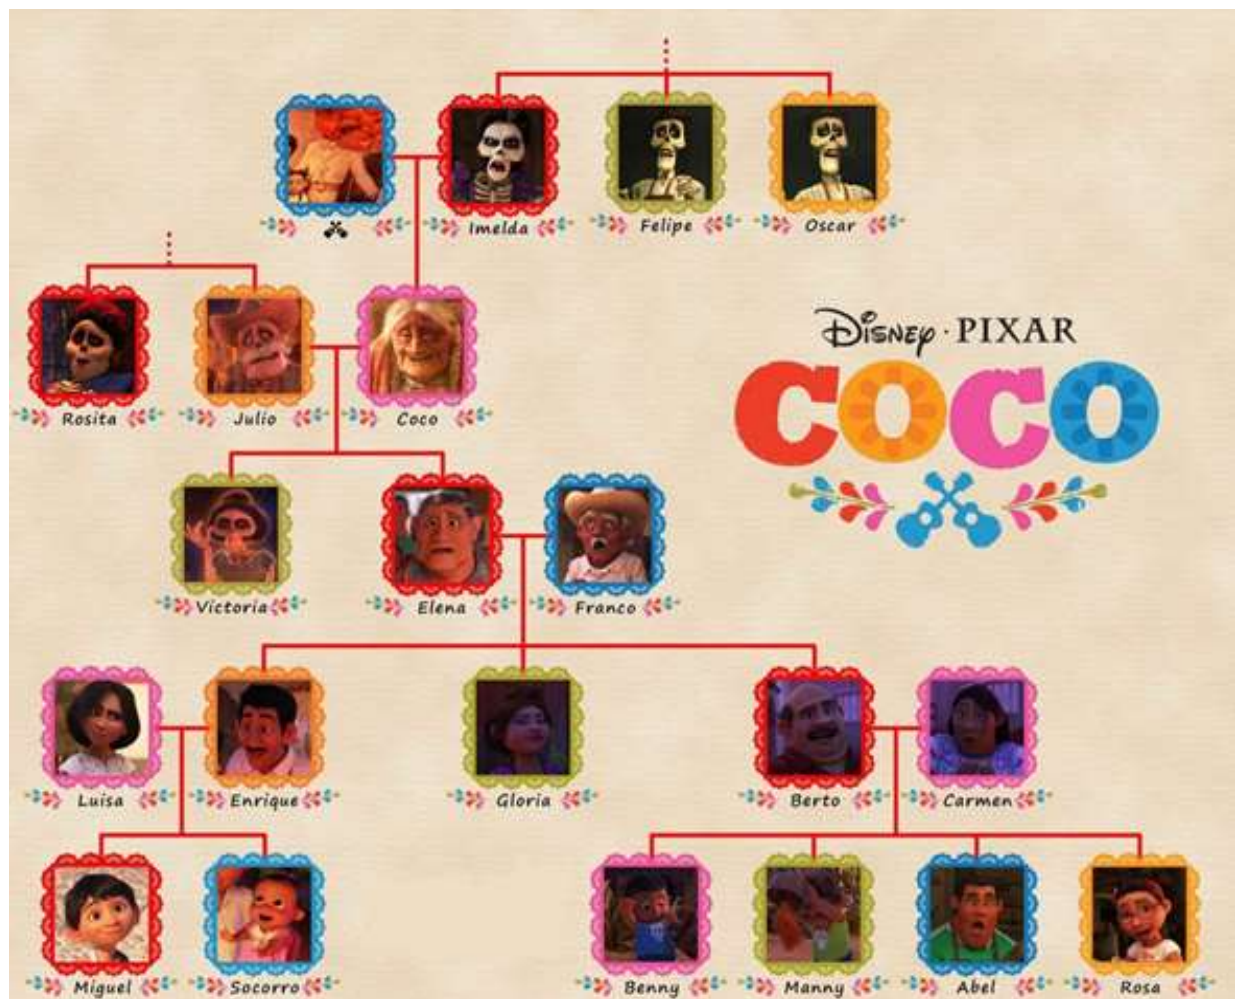 Imelda
Felipe
Oscar
Rosita
Julio
Coco
DISNEY · PIXAR
COCO
Victoria
Elena
Franco
Luisa
Enrique
Gloria
Berto
Carmen
Miguel
Socorro
Benny
Manny
Abel
Rosa